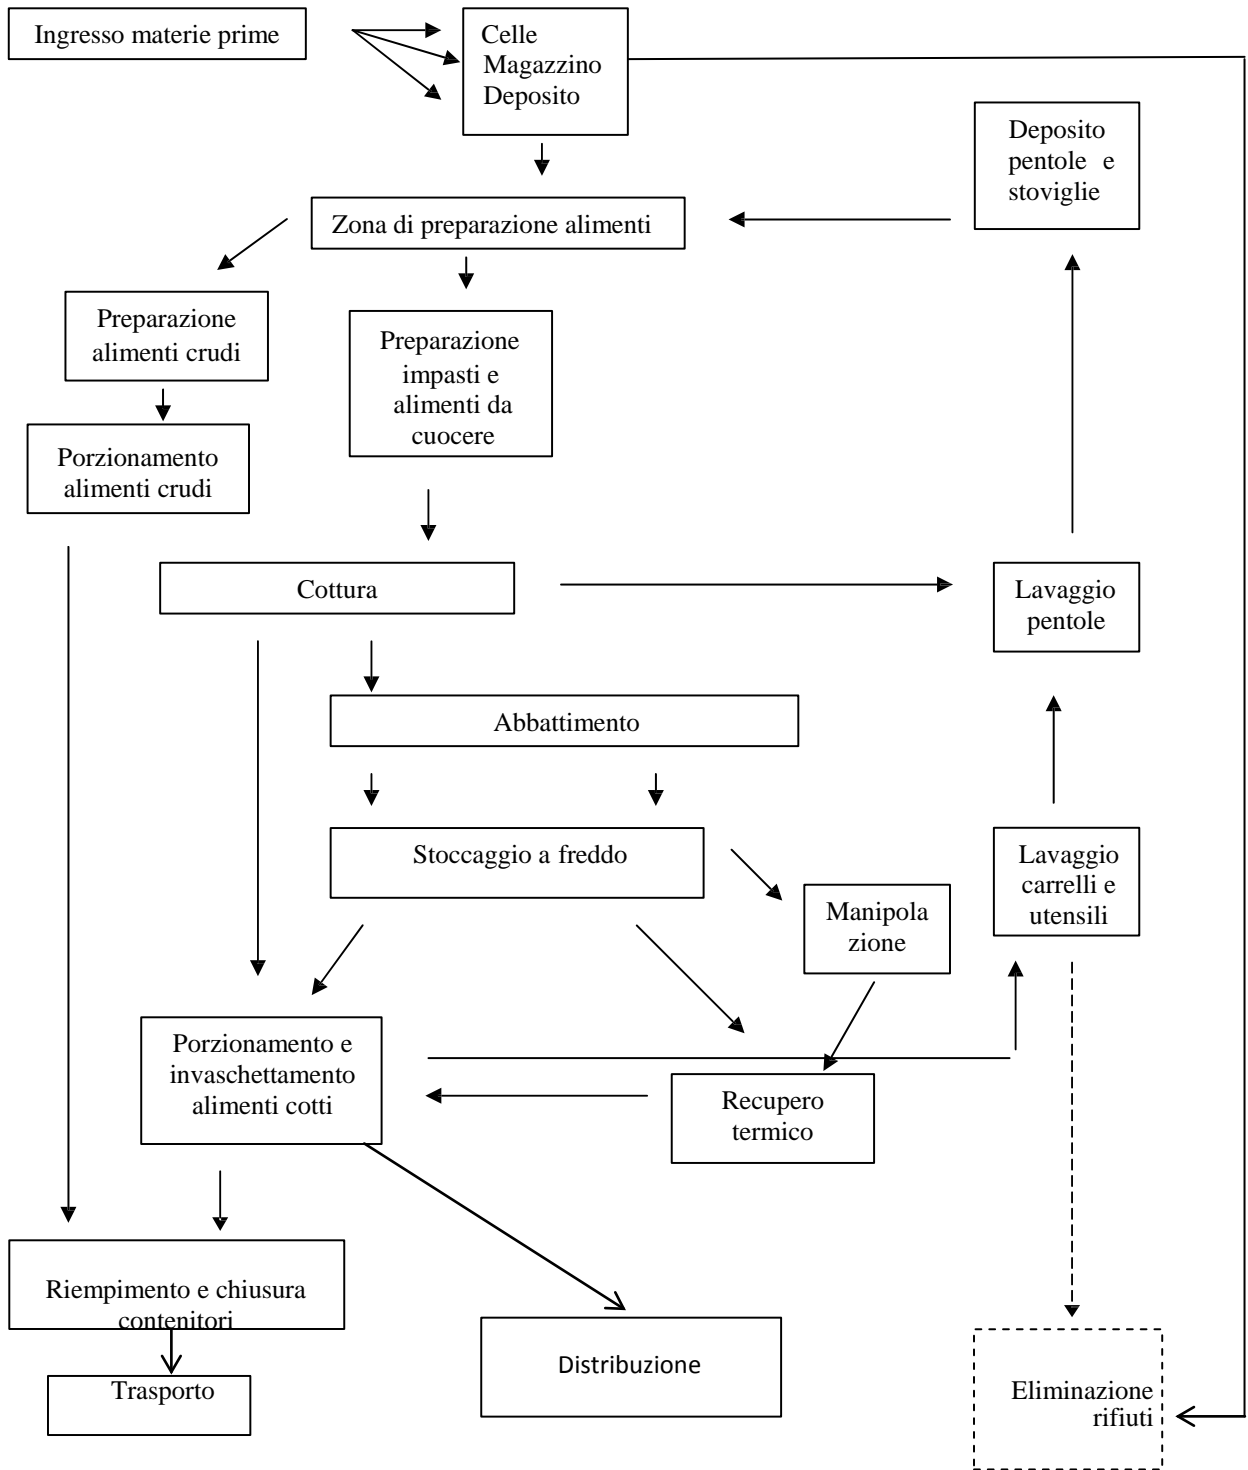 Ingresso materie prime
Celle
Magazzino
Deposito
Deposito
pentole e
stoviglie
Zona di preparazione alimenti
Preparazione
alimenti crudi
Preparazione
impasti e
alimenti da
cuocere
Porzionamento
alimenti crudi
Cottura
Lavaggio
pentole
Abbattimento
Stoccaggio a freddo
Lavaggio
carrelli e
utensili
Manipola
zione
Porzionamento e
invaschettamento
alimenti cotti
Recupero
termico
Riempimento e chiusura
contenitori
Distribuzione
Trasporto
Eliminazione
rifiuti